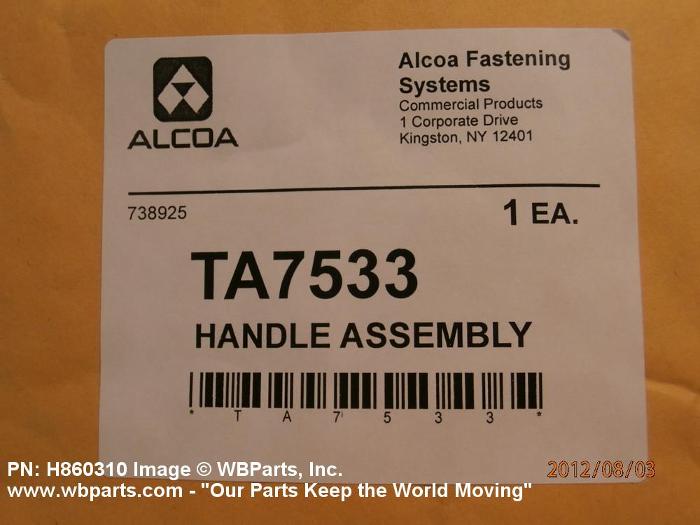 ALCOA
Alcoa Fastening
Systems
Commercial Products
1 Corporate Drive
Kingston, NY 12401
738925
1 EA.
TA7533
HANDLE ASSEMBLY
* T A 7 5 3 3 *
PN: H860310 Image © WBParts, Inc.
2012/08/03
www.wbparts.com - "Our Parts Keep the World Moving"